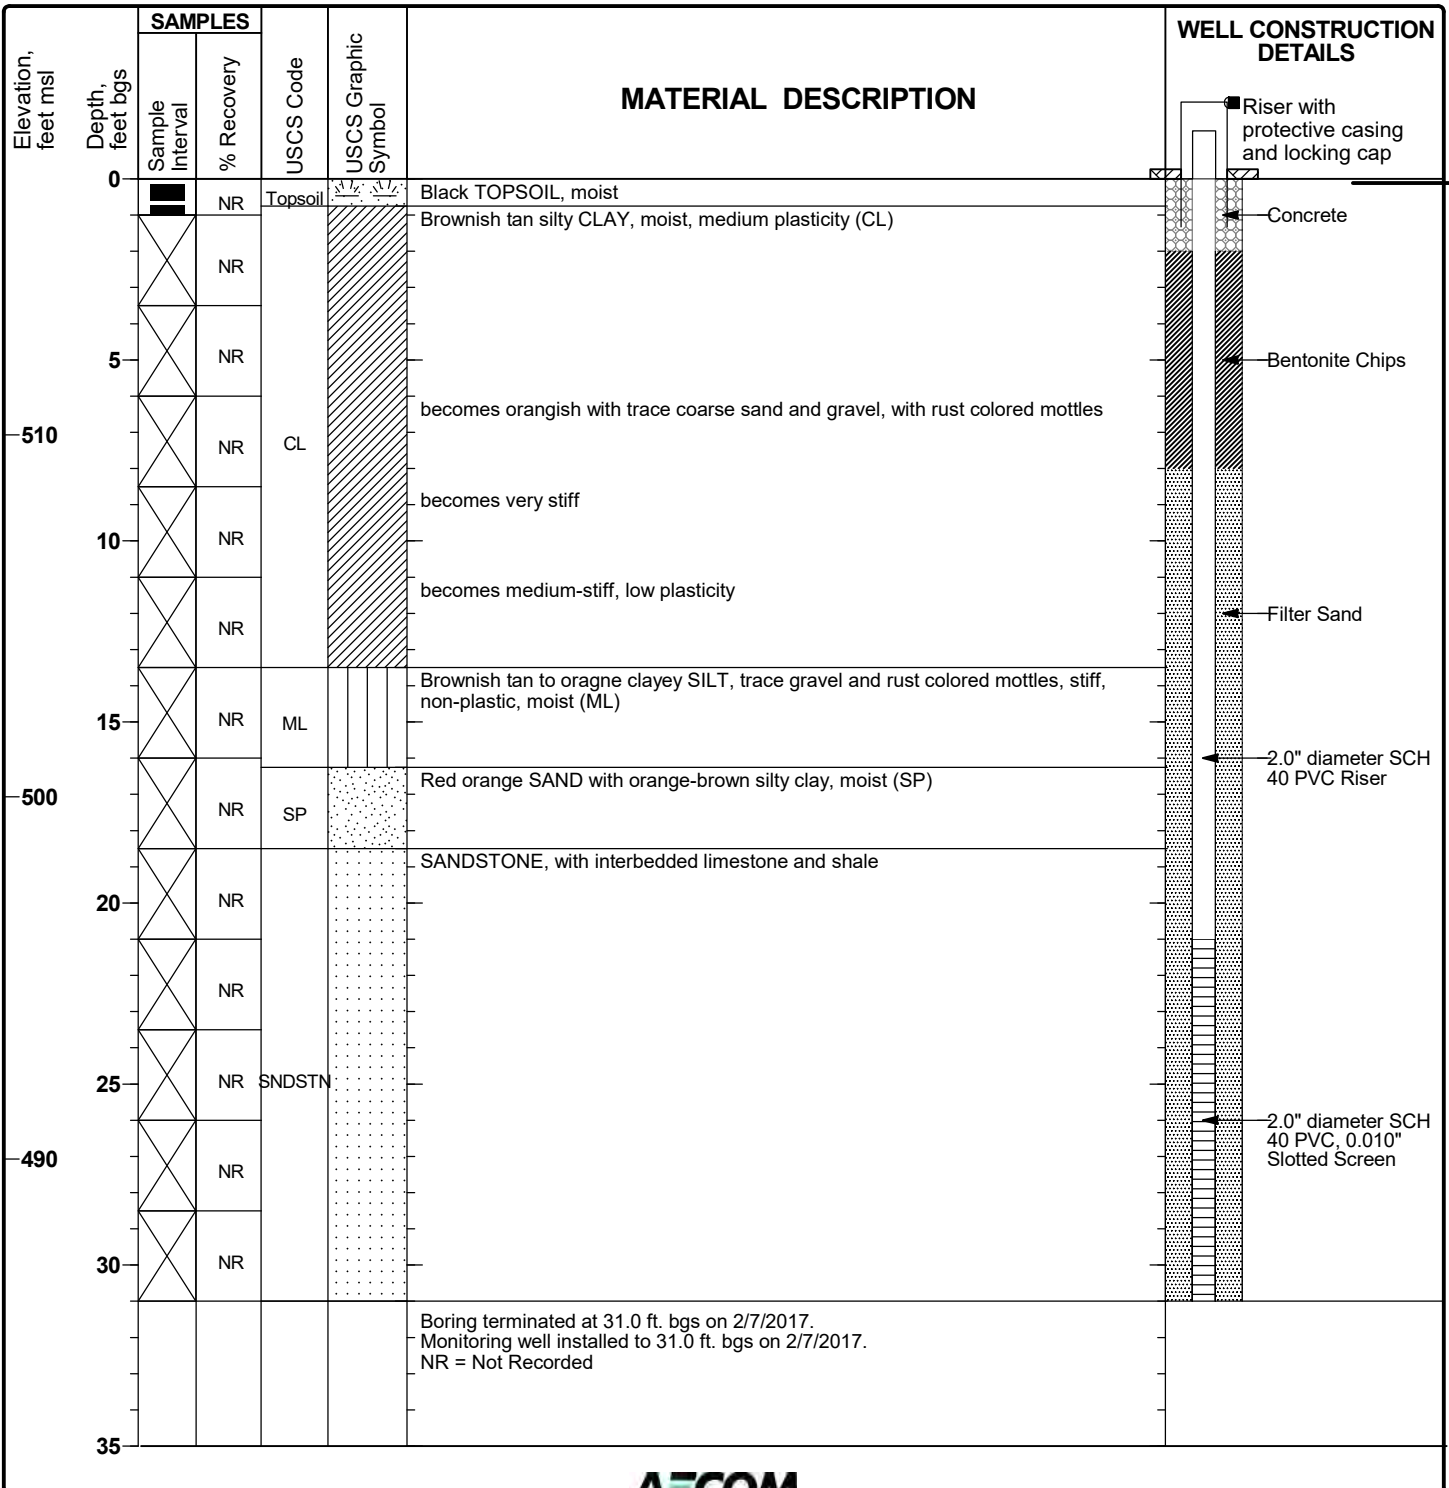 SAMPLES
Elevation,
feet msl
Depth,
feet bgs
Sample
Interval
% Recovery
USCS Code
USCS Graphic
Symbol
MATERIAL DESCRIPTION
WELL CONSTRUCTION
DETAILS
Riser with
protective casing
and locking cap
0
NR
Topsoil
Black TOPSOIL, moist
Brownish tan silty CLAY, moist, medium plasticity (CL)
Concrete
NR
5
NR
Bentonite Chips
becomes orangish with trace coarse sand and gravel, with rust colored mottles
510
NR
CL
becomes very stiff
10
NR
becomes medium-stiff, low plasticity
Filter Sand
NR
Brownish tan to oragne clayey SILT, trace gravel and rust colored mottles, stiff,
non-plastic, moist (ML)
15
NR
ML
2.0" diameter SCH
40 PVC Riser
Red orange SAND with orange-brown silty clay, moist (SP)
500
NR
SP
SANDSTONE, with interbedded limestone and shale
20
NR
NR
25
NR
SNDSTN
2.0" diameter SCH
40 PVC, 0.010"
Slotted Screen
490
NR
30
NR
Boring terminated at 31.0 ft. bgs on 2/7/2017.
Monitoring well installed to 31.0 ft. bgs on 2/7/2017.
NR = Not Recorded
35
AECOM